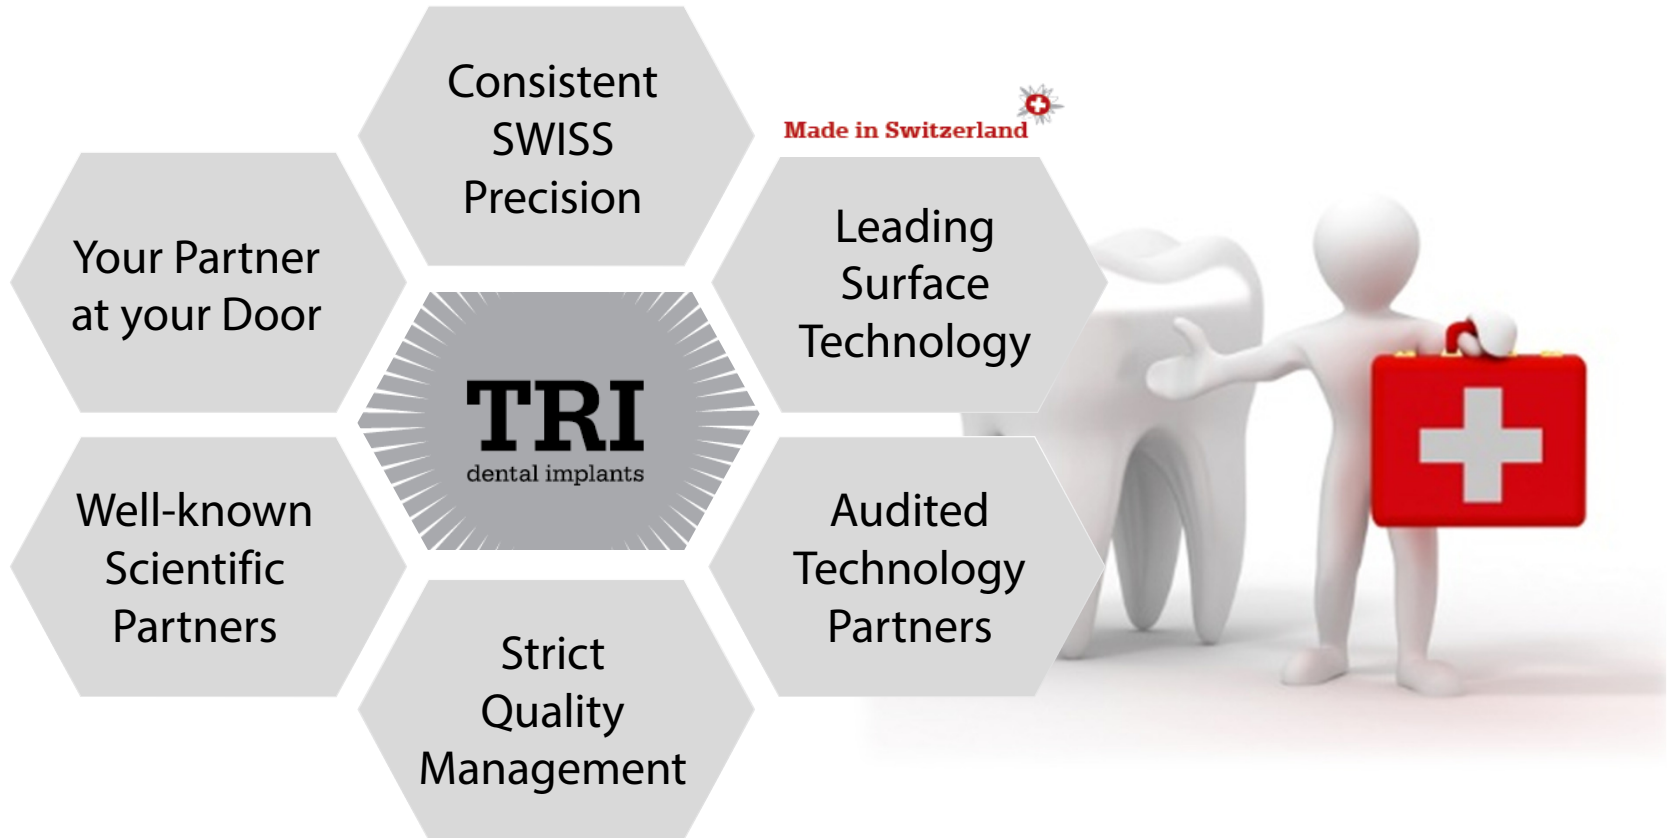 Consistent
SWISS
Precision
Made in Switzerland
Leading
Surface
Technology
Your Partner
at your Door
TRI
dental implants
Well-known
Scientific
Partners
Audited
Technology
Partners
Strict
Quality
Management